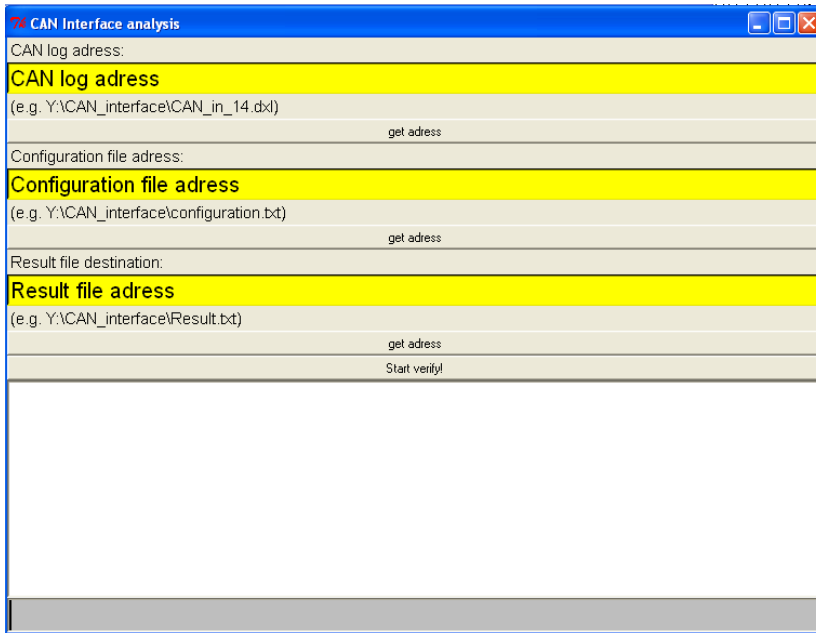 CAN Interface analysis
CAN log adress:
CAN log adress
(e.g. Y:\CAN_interface\CAN_in_14.dxl)
get adress
Configuration file adress:
Configuration file adress
(e.g. Y:\CAN_interface\configuration.txt)
get adress
Result file destination:
Result file adress
(e.g. Y:\CAN_interface\Result.txt)
get adress
Start verify!